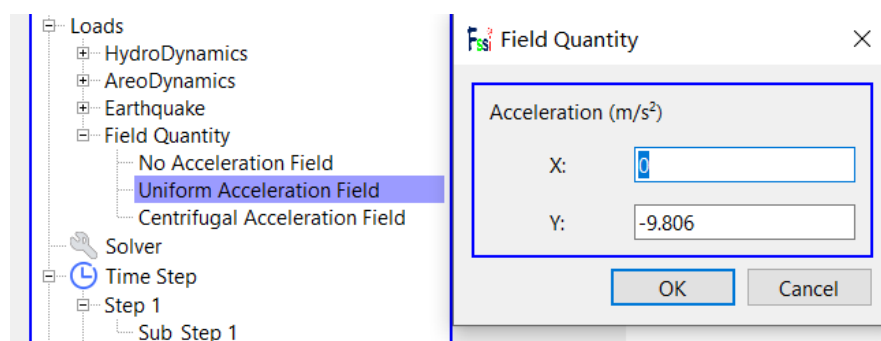 Loads
HydroDynamics
AreoDynamics
Earthquake
Field Quantity
No Acceleration Field
Uniform Acceleration Field
Centrifugal Acceleration Field
Solver
Time Step
Step 1
Sub Step 1
Fssi Field Quantity
Acceleration (m/s²)
X: 0
Y: -9.806
OK Cancel